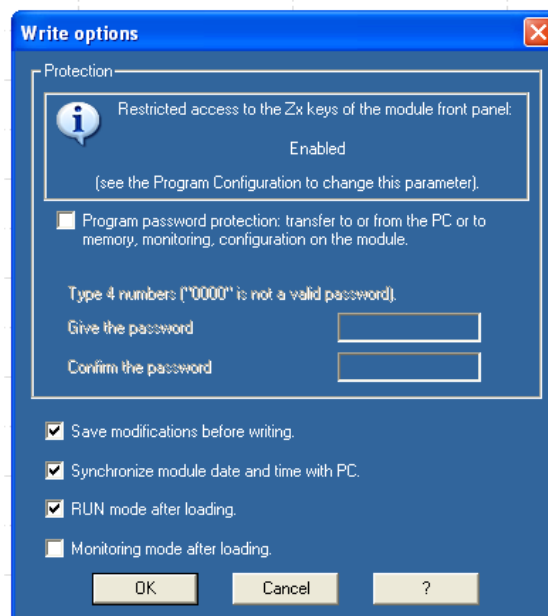 Write options
Protection
Restricted access to the Zx keys of the module front panel:
Enabled
(see the Program Configuration to change this parameter).
Program password protection: transfer to or from the PC or to
memory, monitoring, configuration on the module.
Type 4 numbers ("0000" is not a valid password).
Give the password
Confirm the password
Save modifications before writing.
Synchronize module date and time with PC.
RUN mode after loading.
Monitoring mode after loading.
OK Cancel ?